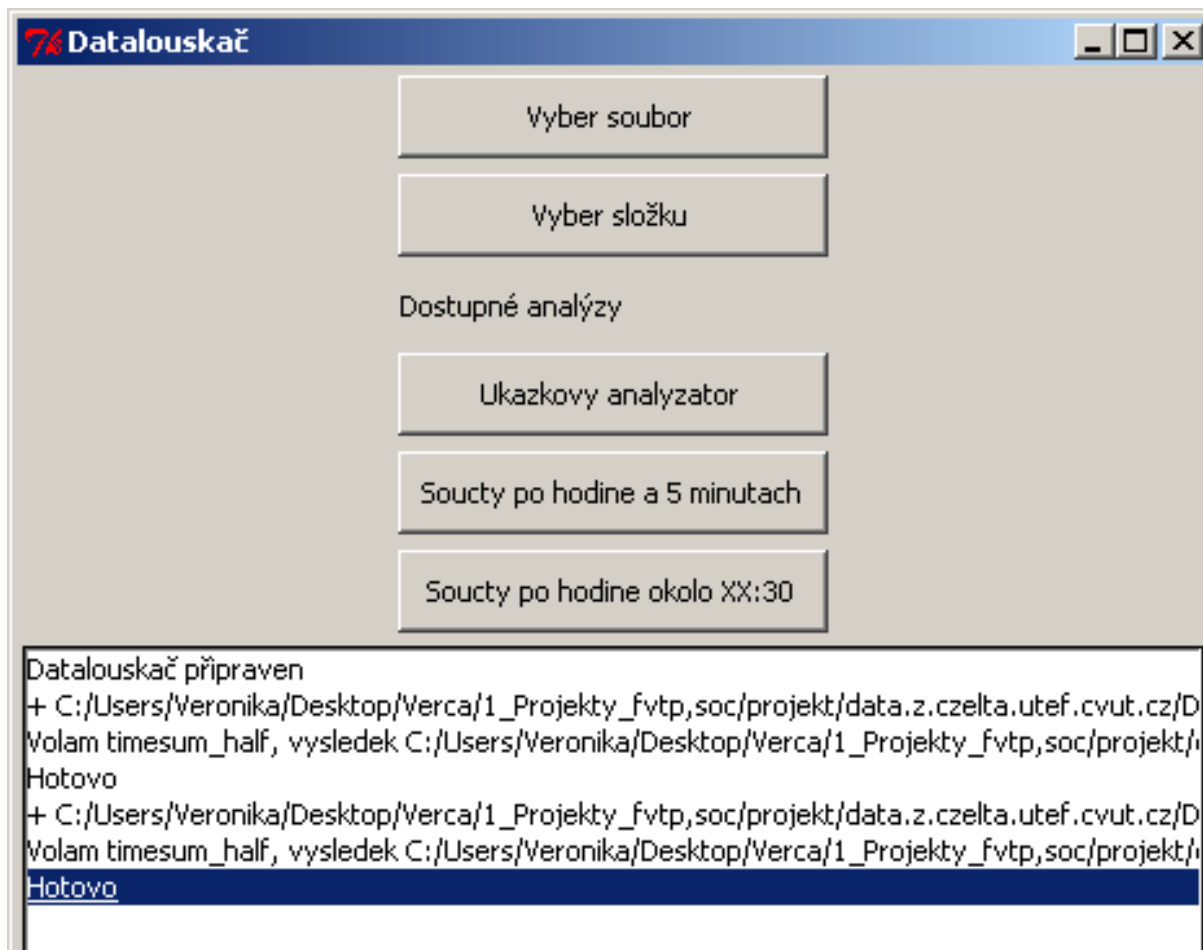 Datalouskač
Vyber soubor
Vyber složku
Dostupné analýzy
Ukazkovy analyzator
Soucty po hodine a 5 minutach
Soucty po hodine okolo XX:30
Datalouskač připraven
+ C:/Users/Veronika/Desktop/Verca/1_Projekty_fvtp,soc/projekt/data.z.czelta.utef.cvut.cz/D
Volam timesum_half, vysledek C:/Users/Veronika/Desktop/Verca/1_Projekty_fvtp,soc/projekt/
Hotovo
+ C:/Users/Veronika/Desktop/Verca/1_Projekty_fvtp,soc/projekt/data.z.czelta.utef.cvut.cz/D
Volam timesum_half, vysledek C:/Users/Veronika/Desktop/Verca/1_Projekty_fvtp,soc/projekt/
Hotovo